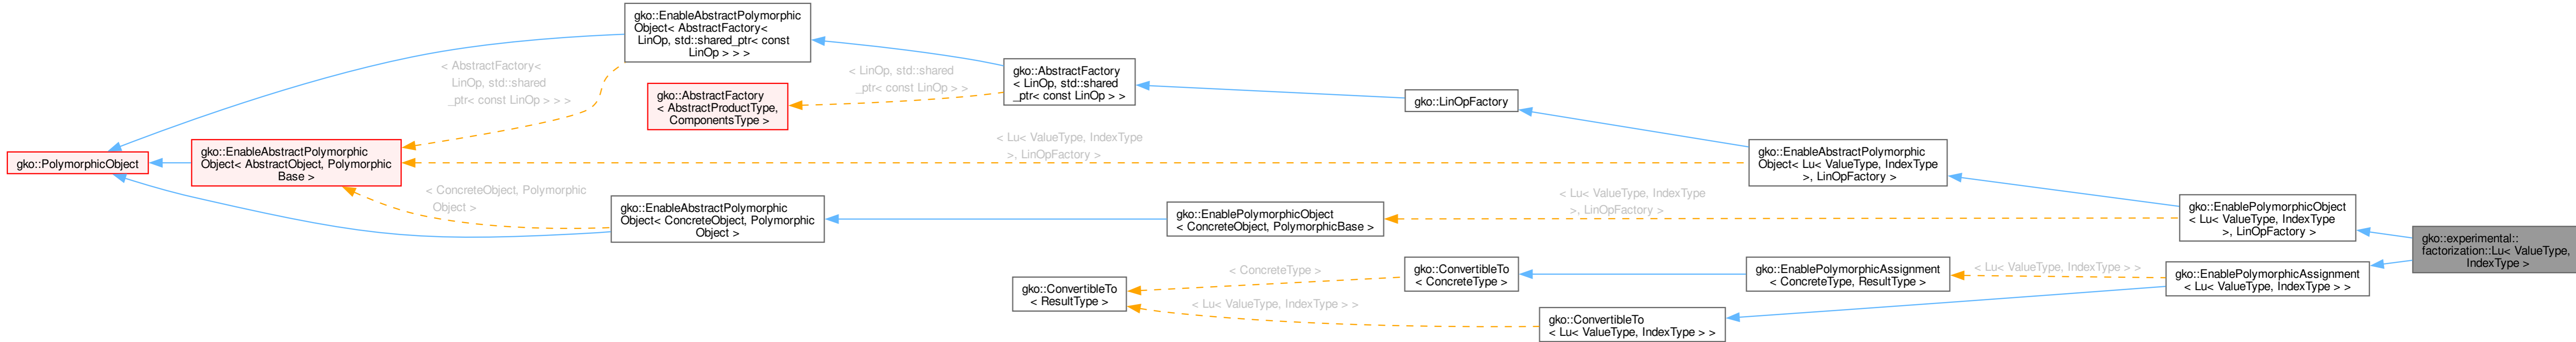 gko::EnableAbstractPolymorphic
Object< AbstractFactory<
LinOp, std::shared_ptr< const
LinOp > > >
< AbstractFactory<
LinOp, std::shared
_ptr< const LinOp > > >
gko::AbstractFactory
< AbstractProductType,
ComponentsType >
< LinOp, std::shared
_ptr< const LinOp > >
gko::AbstractFactory
< LinOp, std::shared
_ptr< const LinOp > >
gko::LinOpFactory
gko::PolymorphicObject
gko::EnableAbstractPolymorphic
Object< AbstractObject, Polymorphic
Base >
< Lu< ValueType, IndexType
>, LinOpFactory >
gko::EnableAbstractPolymorphic
Object< Lu< ValueType, IndexType
>, LinOpFactory >
< ConcreteObject, Polymorphic
Object >
gko::EnableAbstractPolymorphic
Object< ConcreteObject, Polymorphic
Object >
gko::EnablePolymorphicObject
< ConcreteObject, PolymorphicBase >
< Lu< ValueType, IndexType
>, LinOpFactory >
gko::EnablePolymorphicObject
< Lu< ValueType, IndexType
>, LinOpFactory >
gko::experimental::
factorization::Lu< ValueType,
IndexType >
gko::ConvertibleTo
< ResultType >
< ConcreteType >
< Lu< ValueType, IndexType > >
gko::ConvertibleTo
< ConcreteType >
gko::EnablePolymorphicAssignment
< ConcreteType, ResultType >
< Lu< ValueType, IndexType > >
gko::EnablePolymorphicAssignment
< Lu< ValueType, IndexType > >
gko::ConvertibleTo
< Lu< ValueType, IndexType > >